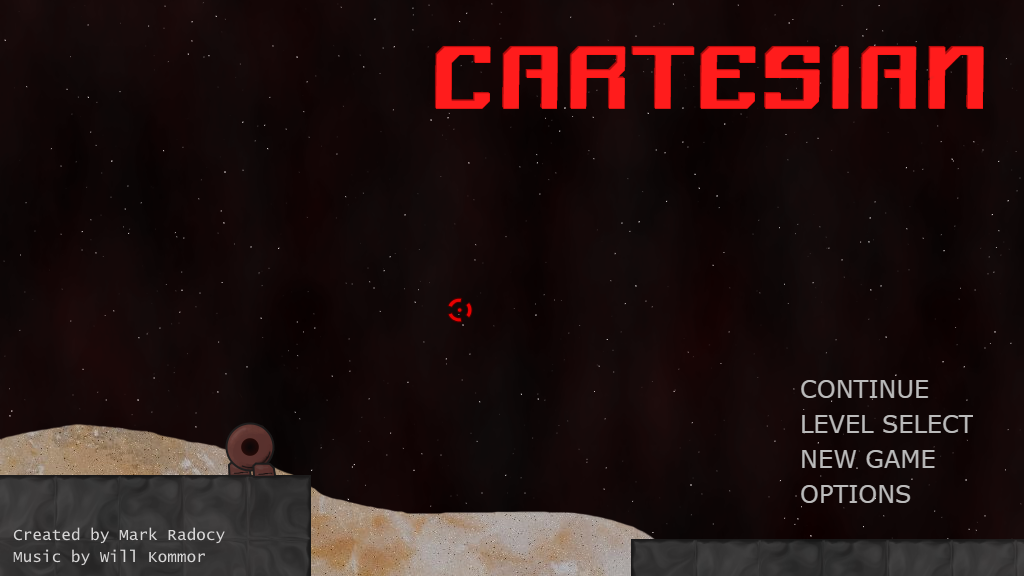 CARTESIAN
CONTINUE
LEVEL SELECT
NEW GAME
OPTIONS
Created by Mark Radocy
Music by Will Kommor